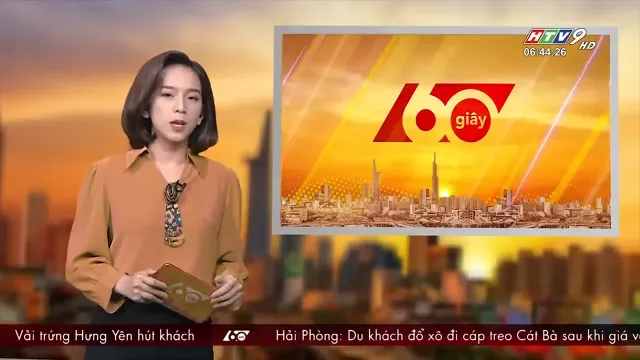 HTV9 HD
06:44:26
60 giây
Vải trứng Hưng Yên hút khách
60
Hải Phòng: Du khách đổ xô đi cáp treo Cát Bà sau khi giá v